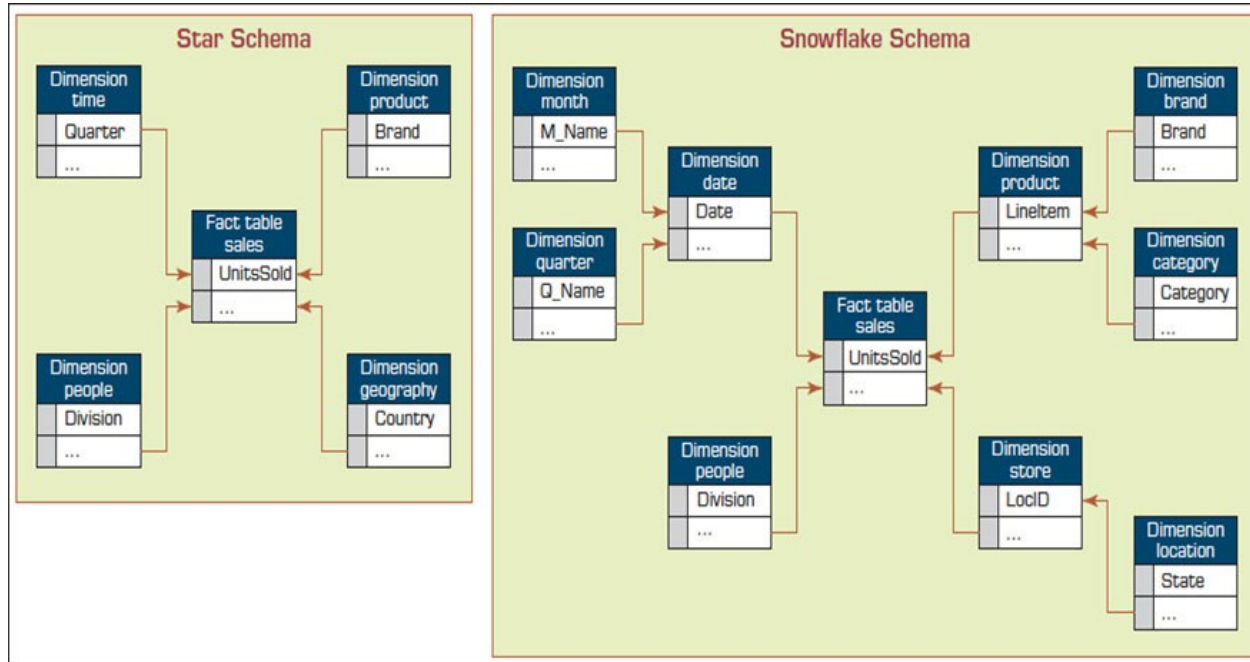 Star Schema
Dimension
time
Quarter
...
Dimension
product
Brand
...
Fact table
sales
UnitsSold
...
Dimension
people
Division
...
Dimension
geography
Country
...
Snowflake Schema
Dimension
month
M_Name
...
Dimension
quarter
Q_Name
...
Dimension
date
Date
...
Dimension
product
LineItem
...
Dimension
brand
Brand
...
Dimension
category
Category
...
Fact table
sales
UnitsSold
...
Dimension
people
Division
...
Dimension
store
LocID
...
Dimension
location
State
...